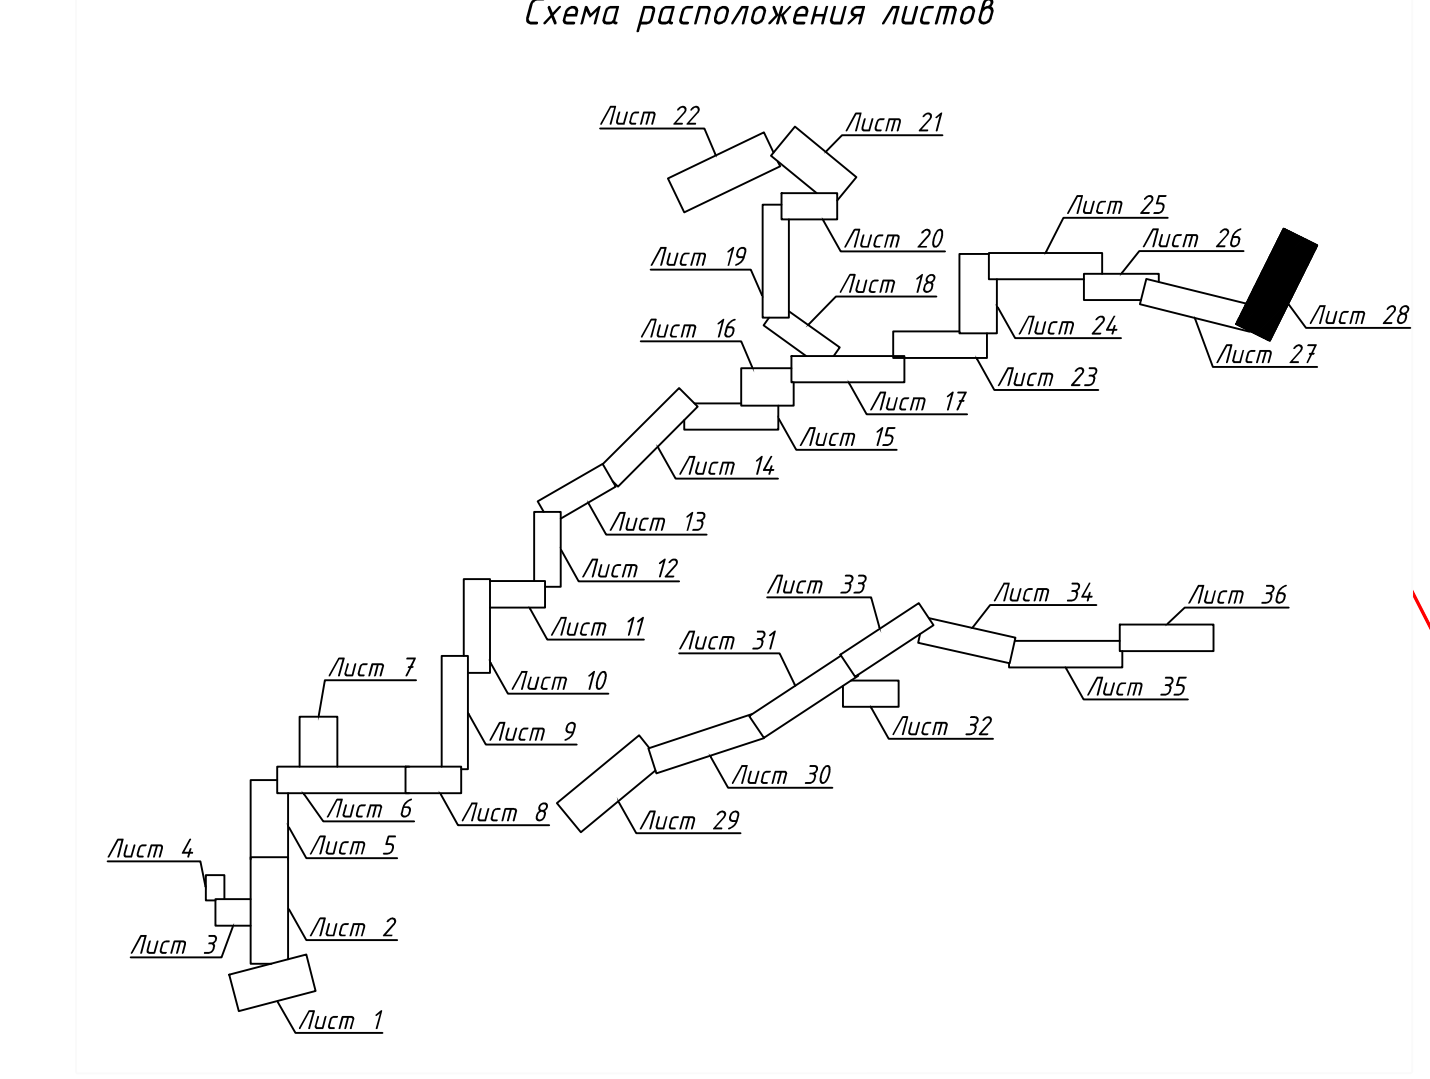 Схема расположения листов
Лист 22
Лист 21
Лист 25
Лист 20
Лист 26
Лист 19
Лист 18
Лист 28
Лист 16
Лист 24
Лист 27
Лист 23
Лист 17
Лист 15
Лист 14
Лист 13
Лист 12
Лист 33
Лист 34
Лист 36
Лист 11
Лист 31
Лист 7
Лист 10
Лист 35
Лист 32
Лист 9
Лист 30
Лист 6
Лист 8
Лист 29
Лист 5
Лист 4
Лист 2
Лист 3
Лист 1